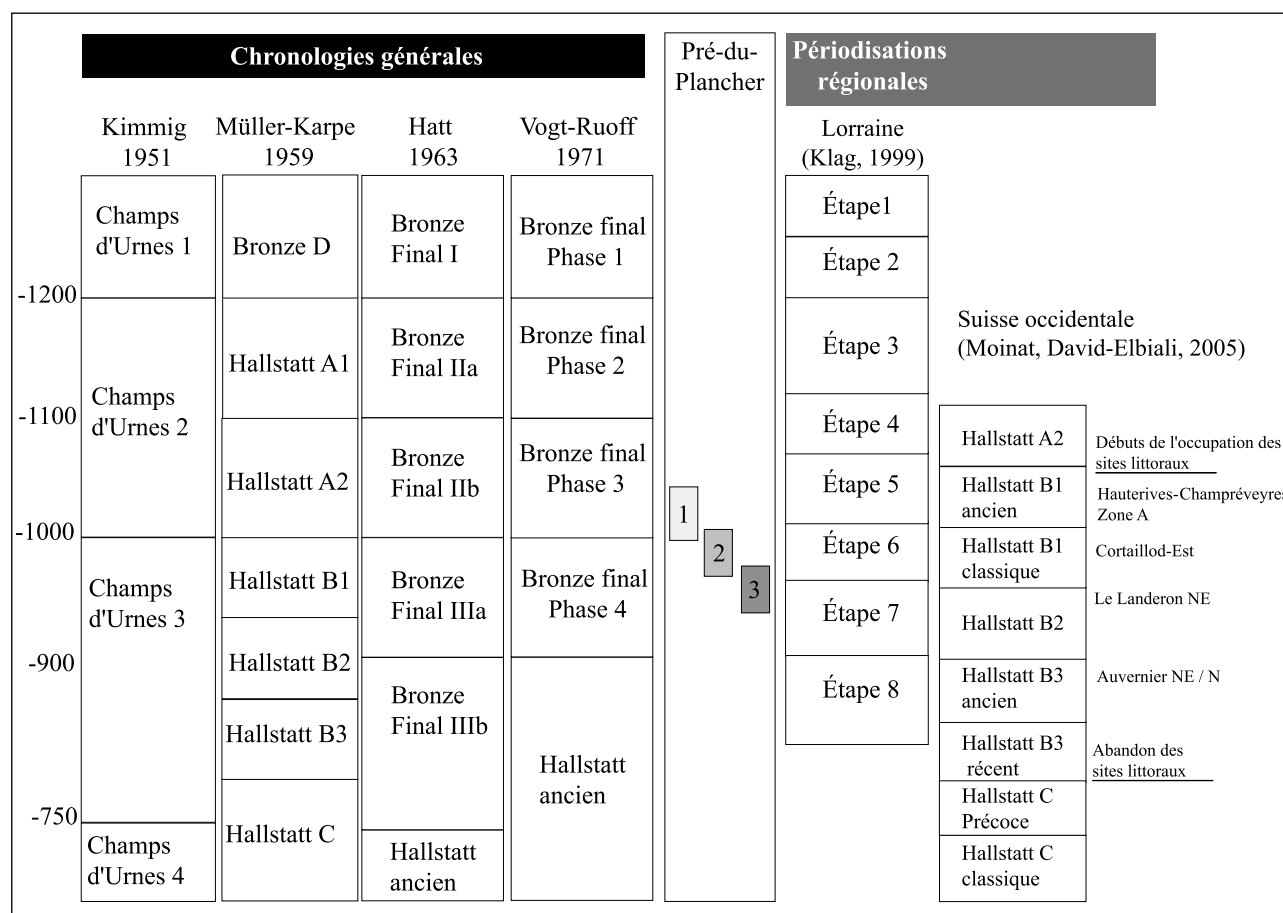 Chronologies générales
Pré-du-
Plancher
Périodisations
régionales
Kimmig
1951
Müller-Karpe
1959
Hatt
1963
Vogt-Ruoff
1971
Lorraine
(Klag, 1999)
-1200
-1100
-1000
-900
-750
Champs
d'Urnes 1
Champs
d'Urnes 2
Champs
d'Urnes 3
Champs
d'Urnes 4
Bronze D
Hallstatt A1
Hallstatt A2
Hallstatt B1
Hallstatt B2
Hallstatt B3
Hallstatt C
Bronze
Final I
Bronze
Final IIa
Bronze
Final IIb
Bronze
Final IIIa
Bronze
Final IIIb
Hallstatt
ancien
Bronze final
Phase 1
Bronze final
Phase 2
Bronze final
Phase 3
Bronze final
Phase 4
Hallstatt
ancien
1
2
3
Étape1
Étape 2
Étape 3
Étape 4
Étape 5
Étape 6
Étape 7
Étape 8
Suisse occidentale
(Moinat, David-Elbiali, 2005)
Hallstatt A2
Hallstatt B1
ancien
Hallstatt B1
classique
Hallstatt B2
Hallstatt B3
ancien
Hallstatt B3
récent
Hallstatt C
Précoce
Hallstatt C
classique
Débuts de l'occupation des
sites littoraux
Hauterives-Champréveyres
Zone A
Cortaillod-Est
Le Landeron NE
Auvernier NE / N
Abandon des
sites littoraux